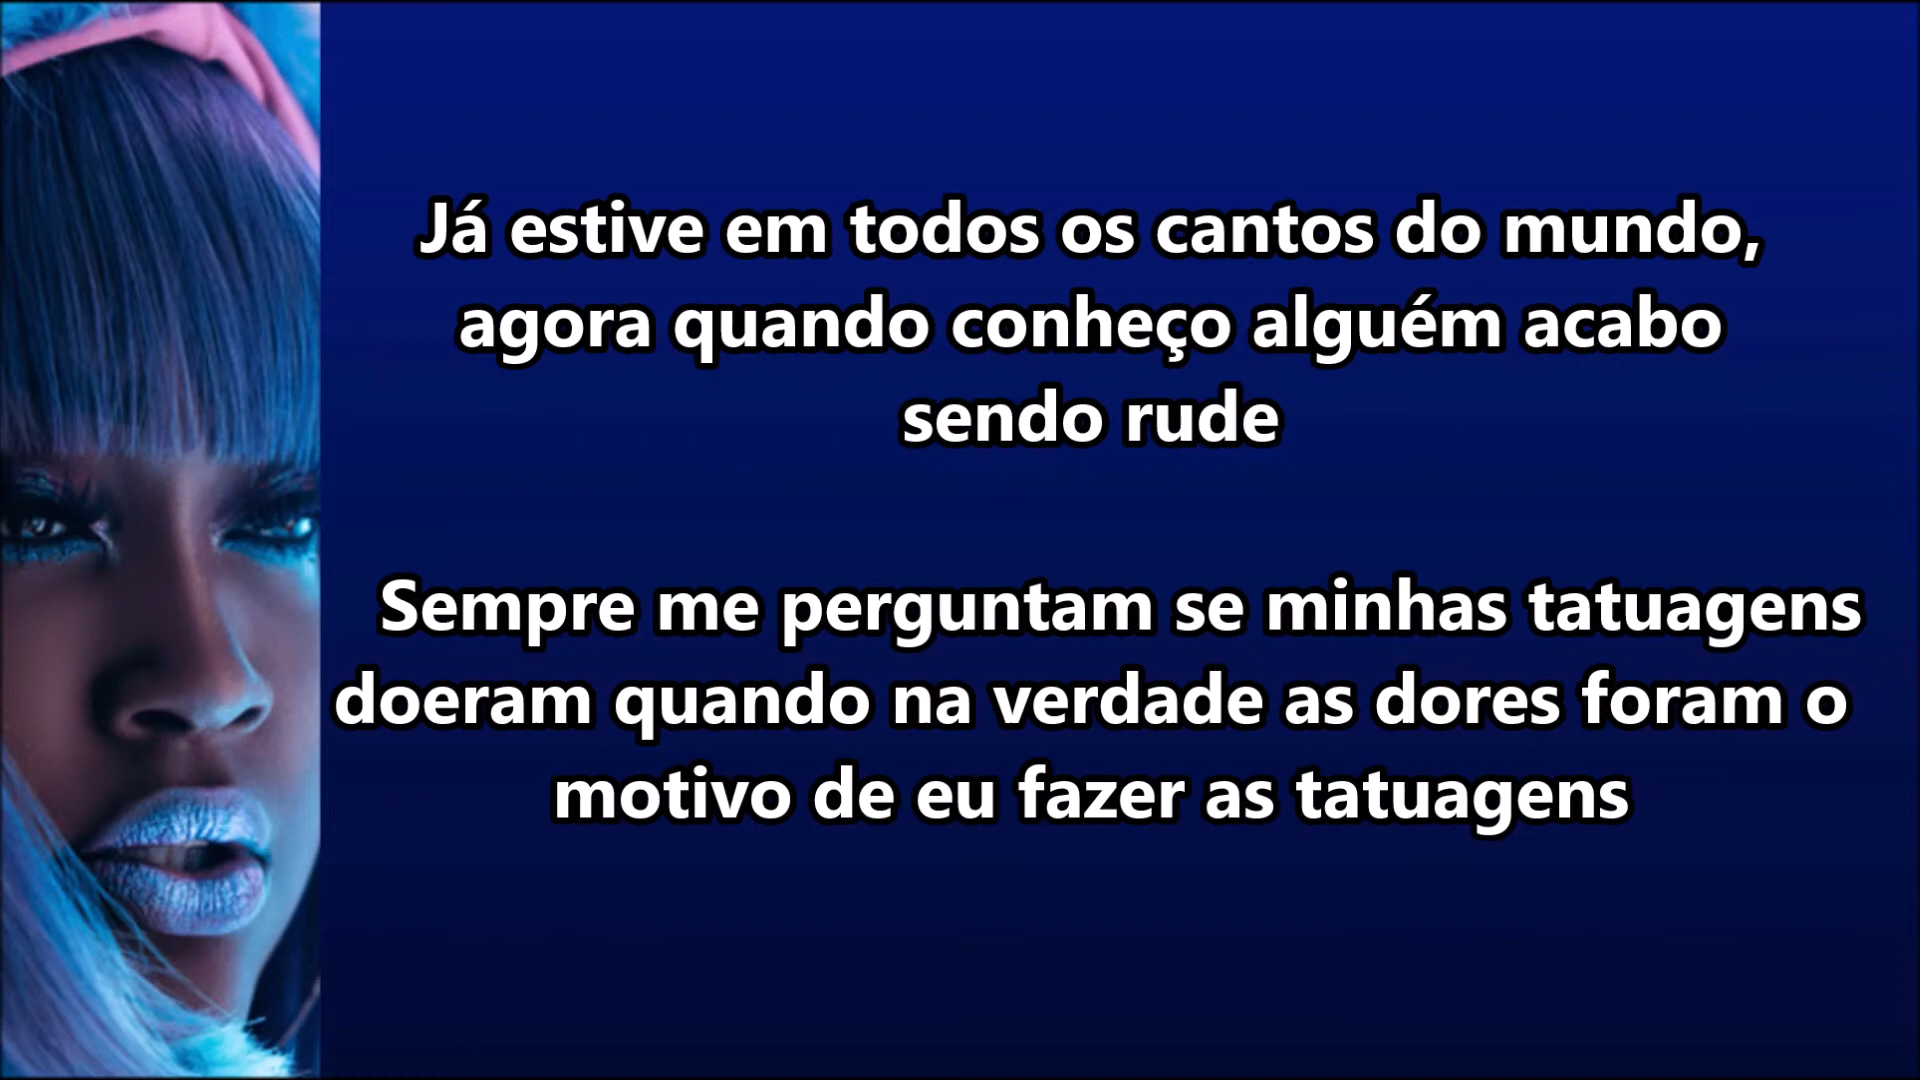 Já estive em todos os cantos do mundo,
agora quando conheço alguém acabo
sendo rude
Sempre me perguntam se minhas tatuagens
doeram quando na verdade as dores foram o
motivo de eu fazer as tatuagens